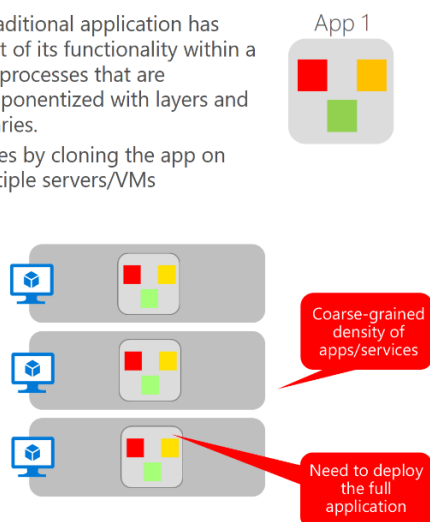 aditional application has
t of its functionality within a
processes that are
ponentized with layers and
aries.
es by cloning the app on
tiple servers/VMs
App 1
Coarse-grained
density of
apps/services
Need to deploy
the full
application